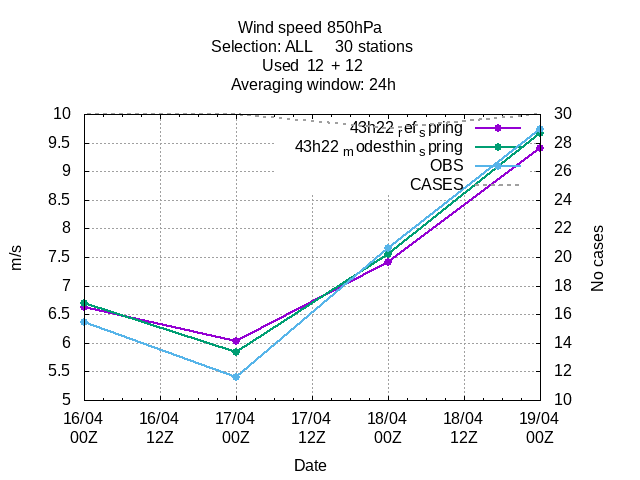 Wind speed 850hPa
Selection: ALL 30 stations
Used 12 + 12
Averaging window: 24h
10 30
43h22 ref spring
9.5 28
43h22 modesthin spring
9 OBS 26
8.5 CASES 24
8 22
7.5 20
7 18
6.5 16
6 14
5.5 12
5 10
m/s
No cases
16/04 16/04 17/04 17/04 18/04 18/04 19/04
00Z 12Z 00Z 12Z 00Z 12Z 00Z
Date